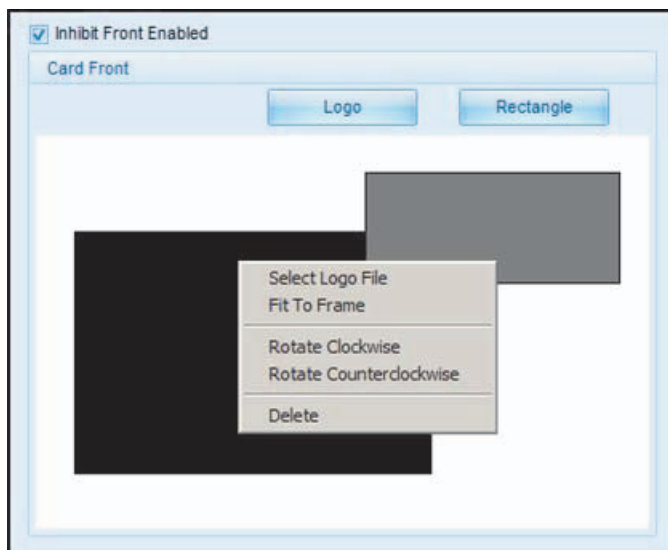 Inhibit Front Enabled
Card Front
Logo
Rectangle
Select Logo File
Fit To Frame
Rotate Clockwise
Rotate Counterclockwise
Delete